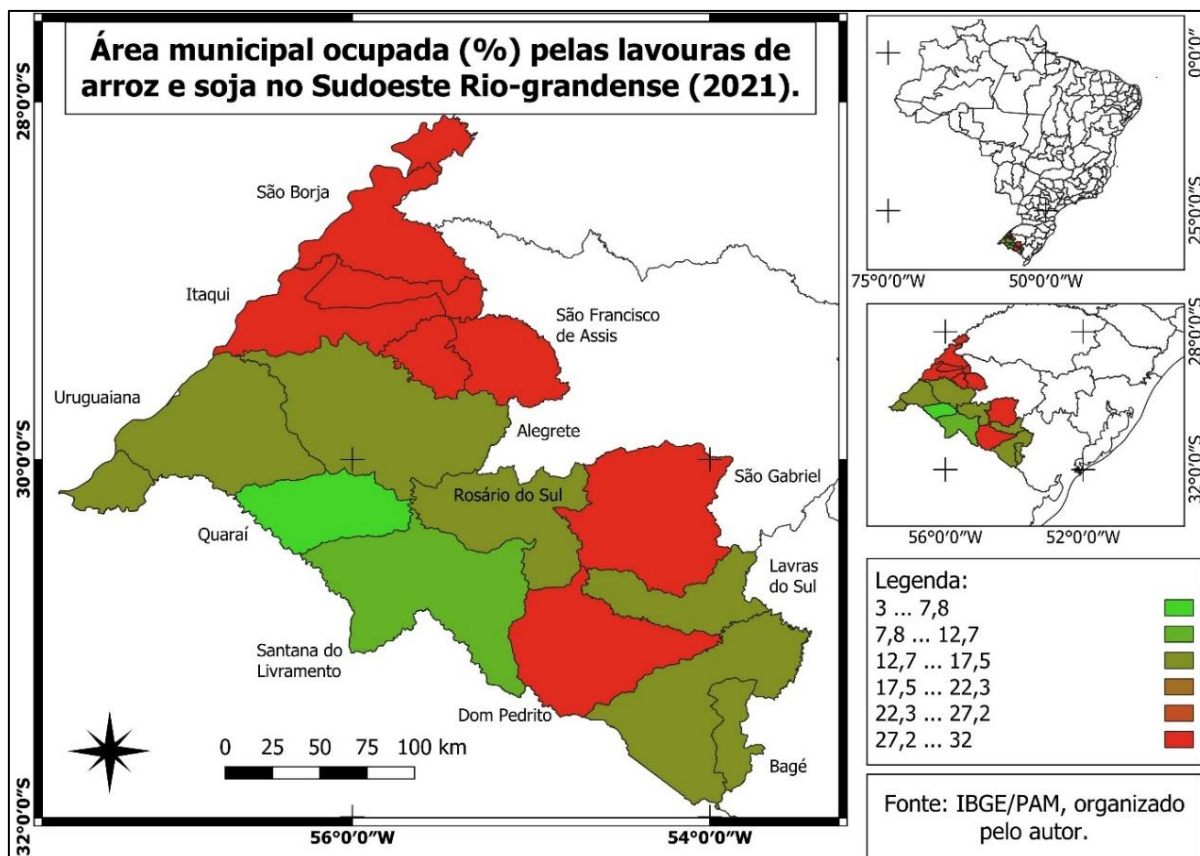 Área municipal ocupada (%) pelas lavouras de
arroz e soja no Sudoeste Rio-grandense (2021).
28°0'0"S
30°0'0"S
32°0'0"S
56°0'0"W
54°0'0"W
São Borja
Itaqui
São Francisco
de Assis
Uruguaiana
Alegrete
São Gabriel
Rosário do Sul
Quaraí
Lavras
do Sul
Santana do
Livramento
Dom Pedrito
Bagé
0 25 50 75 100 km
0°0'0"S
25°0'0"S
75°0'0"W
50°0'0"W
28°0'0"S
32°0'0"S
56°0'0"W
52°0'0"W
Legenda:
3 ... 7,8
7,8 ... 12,7
12,7 ... 17,5
17,5 ... 22,3
22,3 ... 27,2
27,2 ... 32
Fonte: IBGE/PAM, organizado
pelo autor.